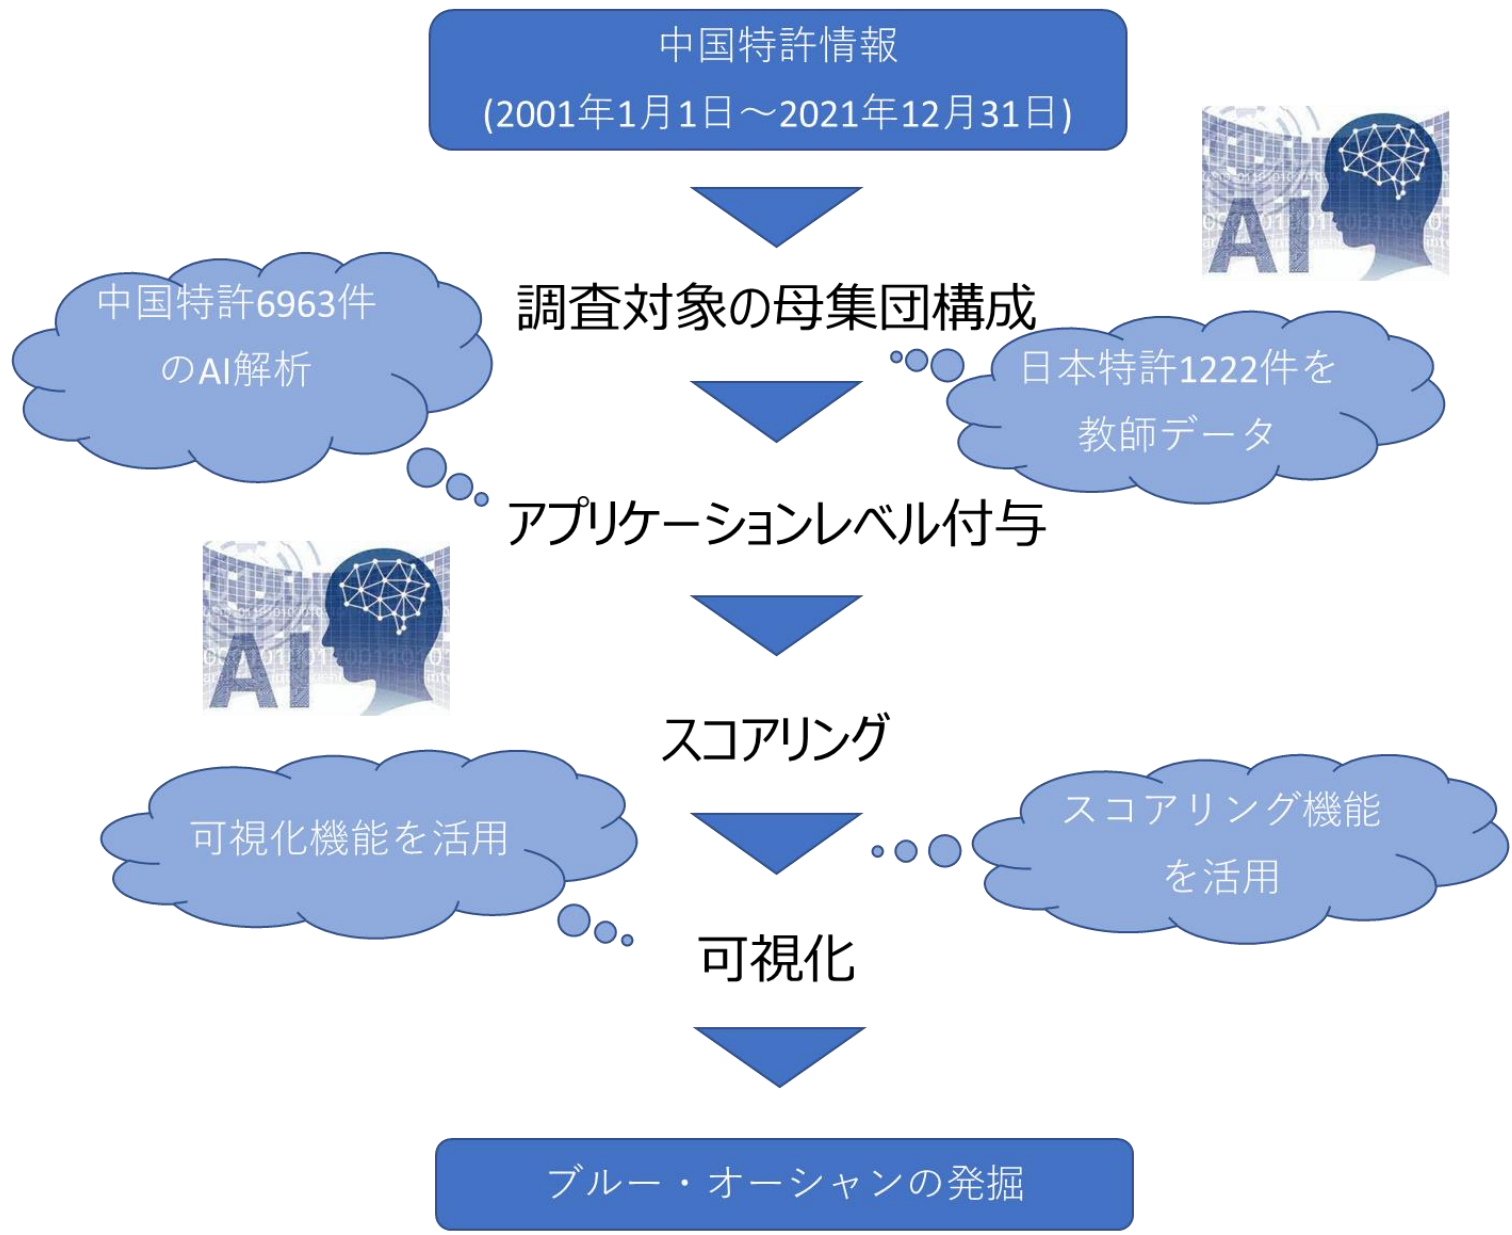 中国特許情報
(2001年1月1日～2021年12月31日)
AI
調査対象の母集団構成
中国特許6963件
のAI解析
日本特許1222件を
教師データ
アプリケーションレベル付与
AI
スコアリング
可視化機能を活用
スコアリング機能
を活用
可視化
ブルー・オーシャンの発掘